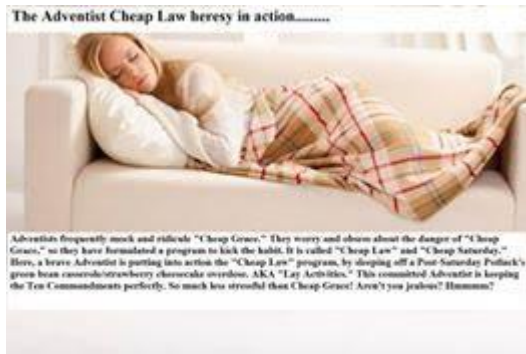 The Adventist Cheap Law heresy in action.........
Adventists frequently mock and ridicule "Cheap Grace." They worry and obsess about the danger of "Cheap
Grace," so they have formulated a program to kick the habit. It is called "Cheap Law" and "Cheap Saturday."
Here, a brave Adventist is putting into action the "Cheap Law" program, by sleeping off a Post-Saturday Potluck's
green bean casserole/strawberry cheesecake overdose. AKA "Lay Activities." This committed Adventist is keeping
the Ten Commandments perfectly. So much less stressful than Cheap Grace! Aren't you jealous? Hmmmm?